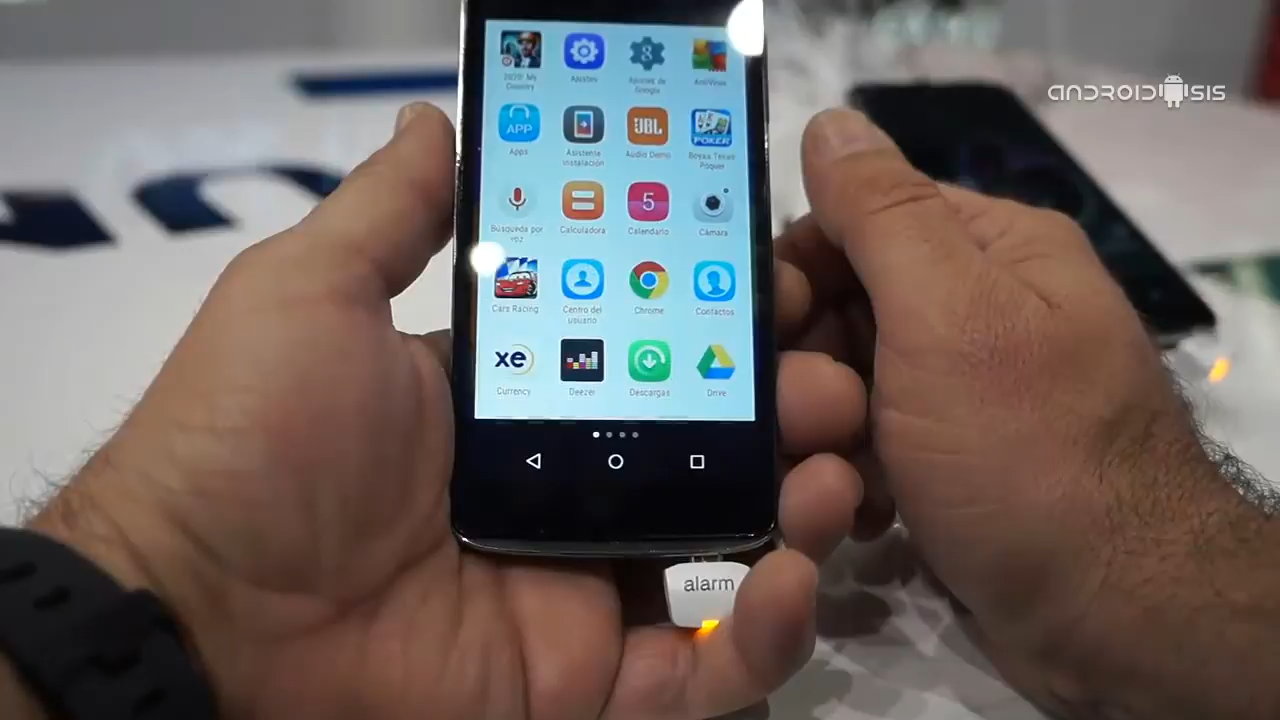 ANDROIDSIS
2020: My
Country
Ajustes
Ajustes de
Google
AntiVirus
APP
Apps
Asistente
instalación
JBL
Audio Demo
POKER
Boyaa Texas
Poquer
Búsqueda por
voz
Calculadora
5
Calendario
Cámara
Cars Racing
Centro del
usuario
Chrome
Contactos
xe
Currency
Deezer
Descargas
Drive
alarm